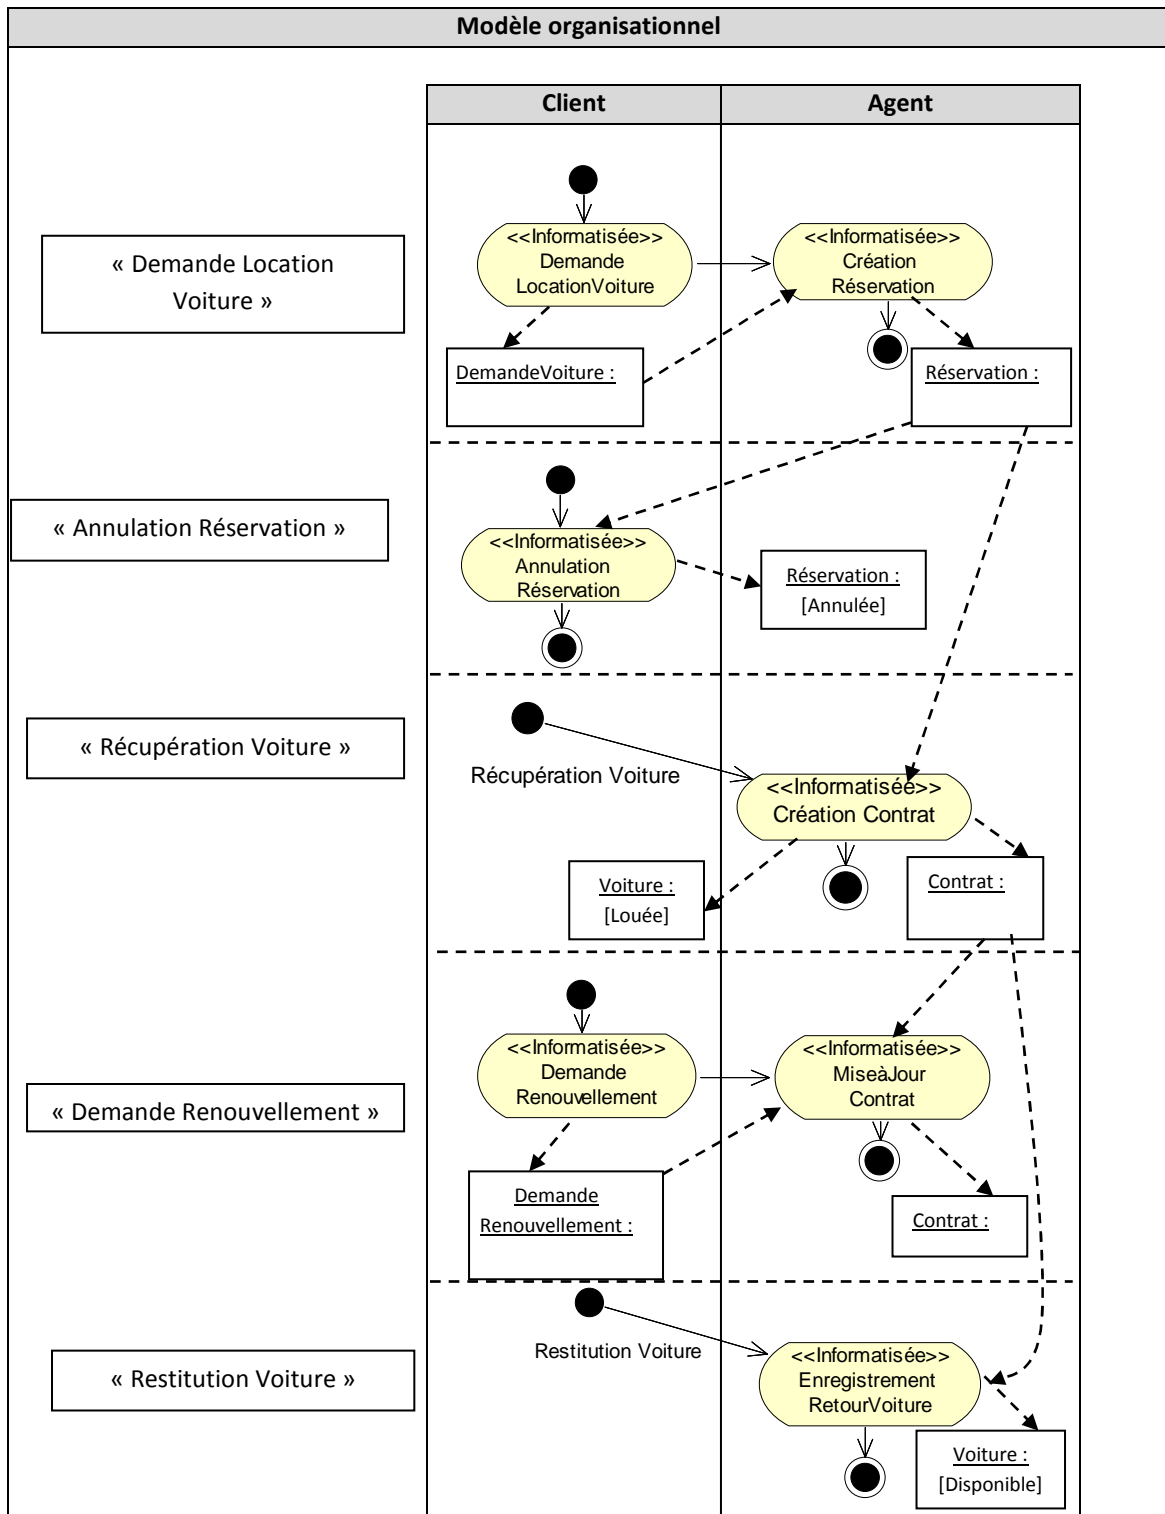 Modèle organisationnel
Client
Agent
« Demande Location
Voiture »
<<Informatisée>>
Demande
LocationVoiture
<<Informatisée>>
Création
Réservation
DemandeVoiture :
Réservation :
« Annulation Réservation »
<<Informatisée>>
Annulation
Réservation
Réservation :
[Annulée]
« Récupération Voiture »
Récupération Voiture
<<Informatisée>>
Création Contrat
Voiture :
[Louée]
Contrat :
« Demande Renouvellement »
<<Informatisée>>
Demande
Renouvellement
<<Informatisée>>
MiseàJour
Contrat
Demande
Renouvellement :
Contrat :
« Restitution Voiture »
Restitution Voiture
<<Informatisée>>
Enregistrement
RetourVoiture
Voiture :
[Disponible]